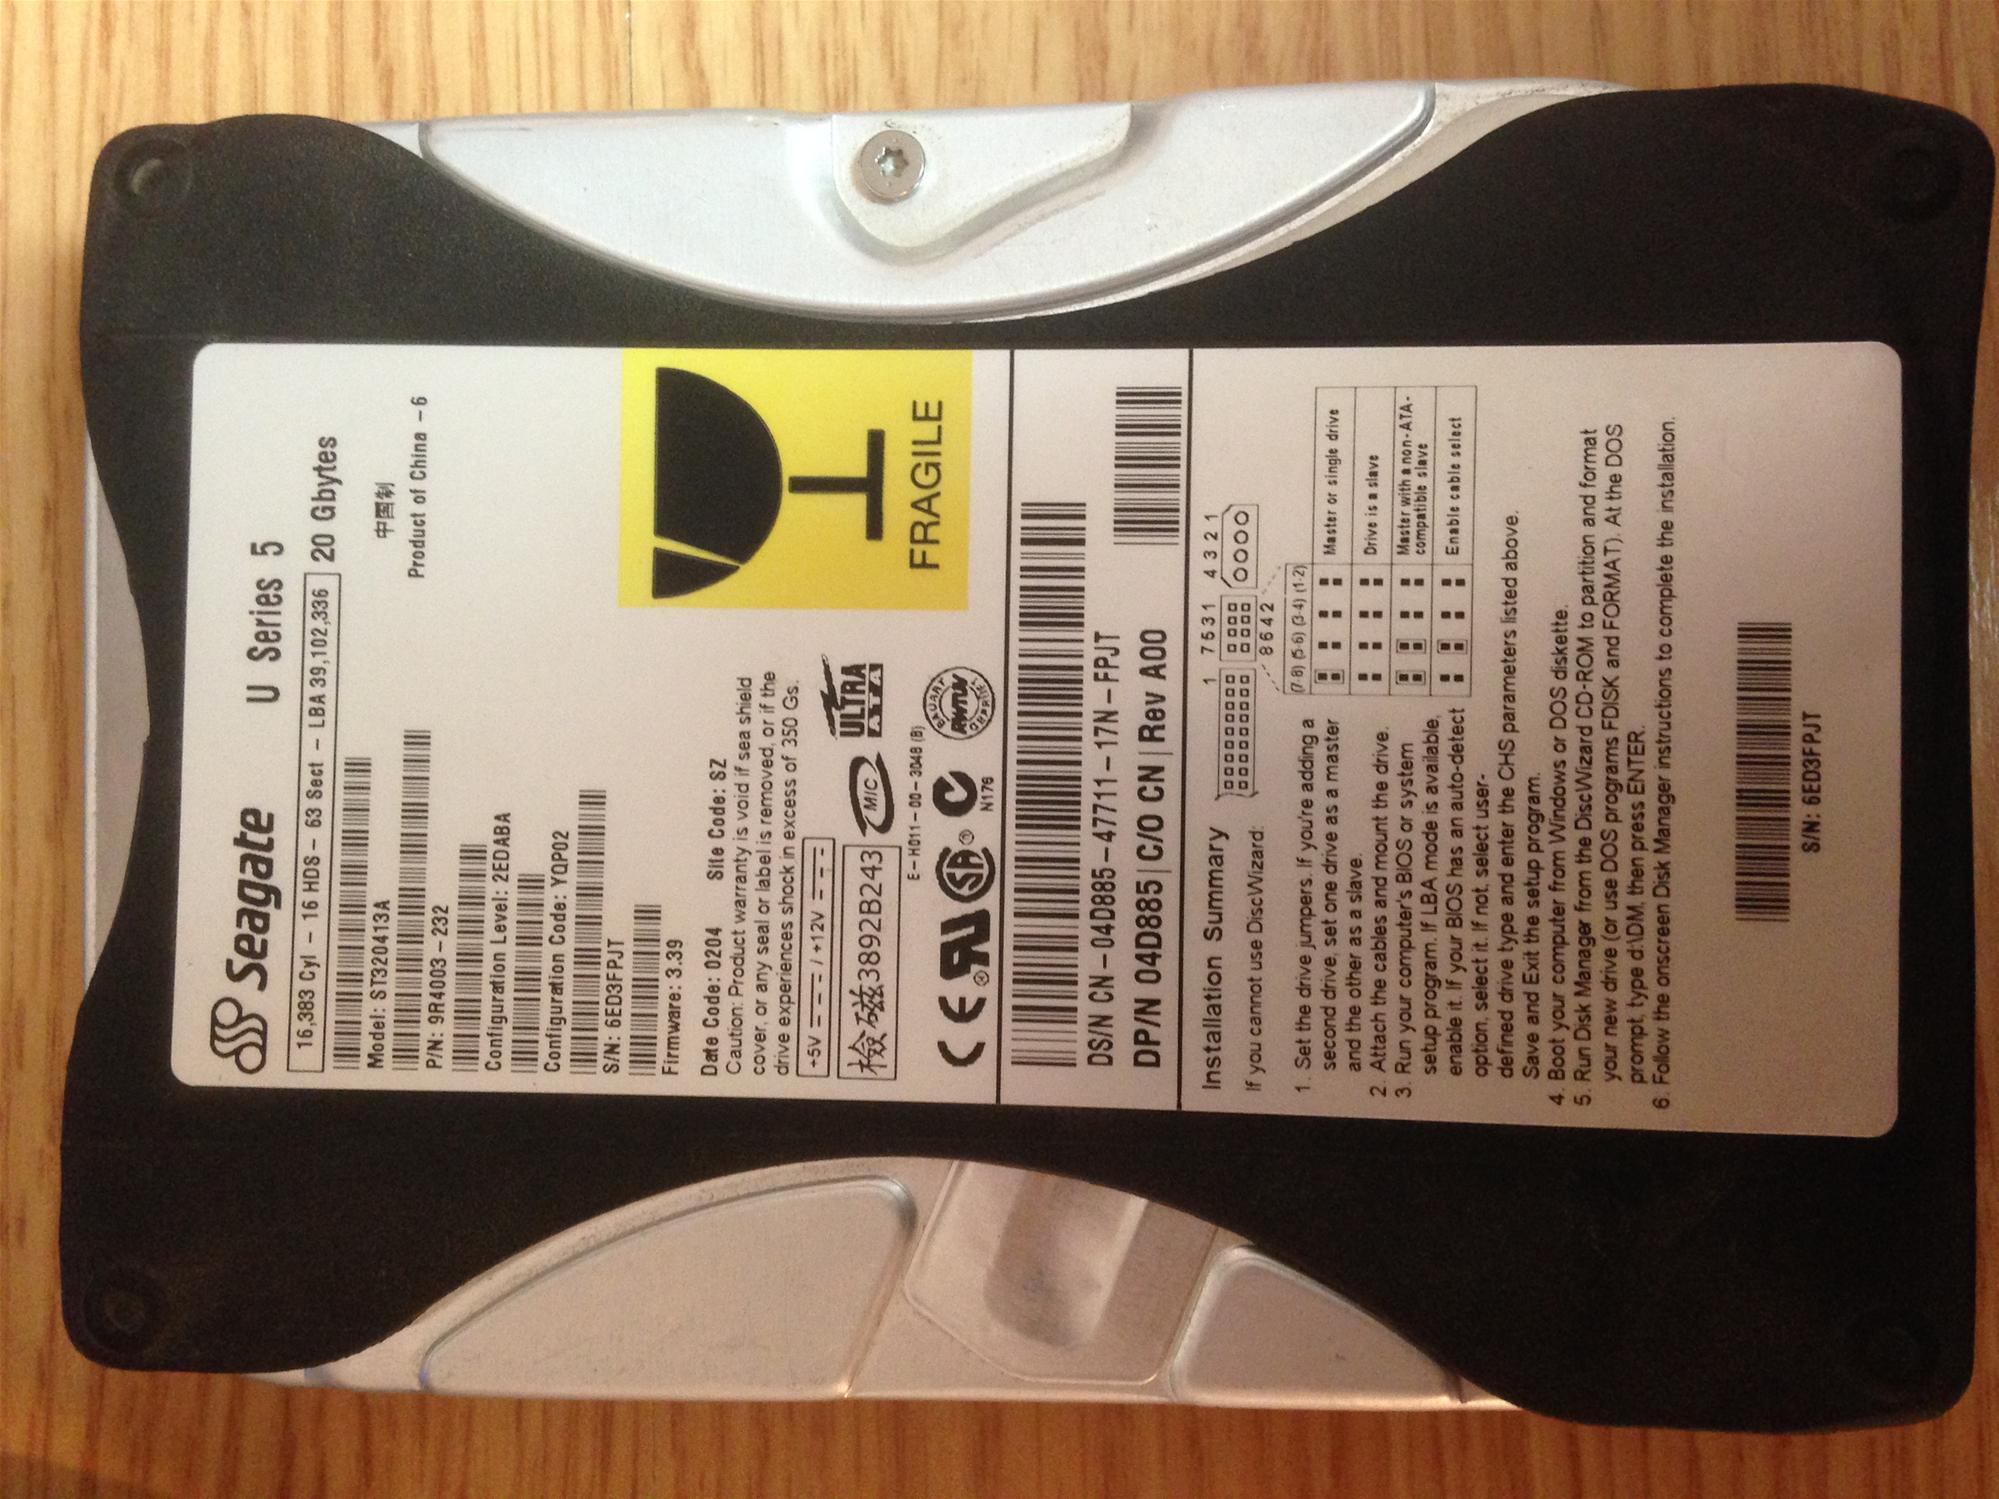 Seagate U Series 5
16,383 Cyl - 16 HDS - 63 Sect - LBA 39,102,336 20 Gbytes
Model: ST320413A
中国制
P/N: 9R4003-232
Product of China -6
Configuration Level: 2EDABA
Configuration Code: YQP02
S/N: 6ED3FPJT
Firmware: 3.39
Date Code: 0204 Site Code: SZ
Caution: Product warranty is void if sea shield
cover, or any seal or label is removed, or if the
drive experiences shock in excess of 350 Gs.
+5V / +12V
檢磁3892B243
MIC
ULTRA
ATA
E-H011-00-3048 (B)
N176
BAUART
RWTÜV
GEPRÜFT
FRAGILE
DS/N CN-04D885-47711-17N-FPJT
DP/N 04D885|C/O CN|Rev A00
Installation Summary
If you cannot use DiscWizard:
1 7531 4321
8642
(7-8) (5-6) (3-4) (1-2)
Master or single drive
Drive is a slave
Master with a non-ATA-
compatible slave
Enable cable select
1. Set the drive jumpers. If you're adding a
second drive, set one drive as a master
and the other as a slave.
2. Attach the cables and mount the drive.
3. Run your computer's BIOS or system
setup program. If LBA mode is available,
enable it. If your BIOS has an auto-detect
option, select it. If not, select user-
defined drive type and enter the CHS parameters listed above.
Save and Exit the setup program.
4. Boot your computer from Windows or DOS diskette.
5. Run Disk Manager from the DiscWizard CD-ROM to partition and format
your new drive (or use DOS programs FDISK and FORMAT). At the DOS
prompt, type d:\DM, then press ENTER.
6. Follow the onscreen Disk Manager instructions to complete the installation.
S/N: 6ED3FPJT